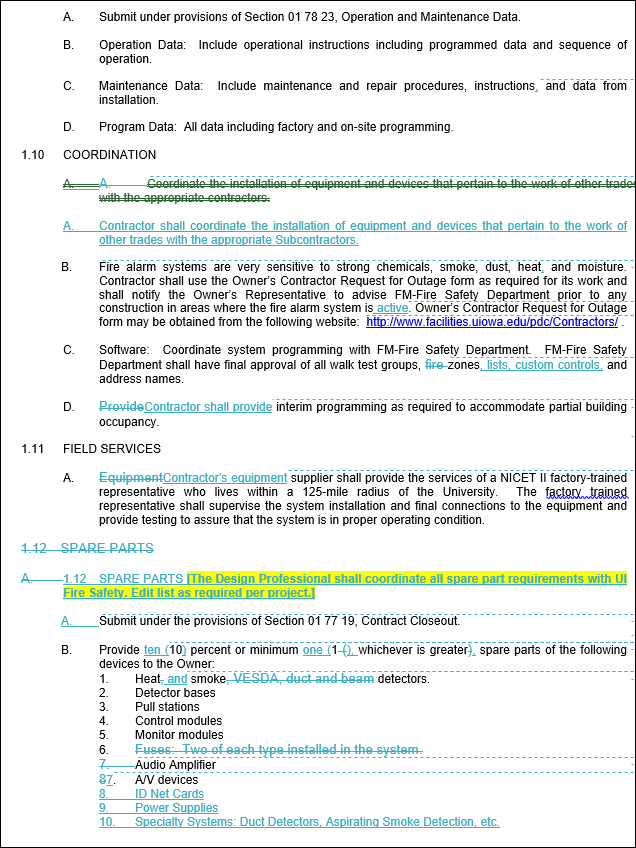 A. Submit under provisions of Section 01 78 23, Operation and Maintenance Data.
B. Operation Data: Include operational instructions including programmed data and sequence of
operation.
C. Maintenance Data: Include maintenance and repair procedures, instructions, and data from
installation.
D. Program Data: All data including factory and on-site programming.
1.10 COORDINATION
A. A. Coordinate the installation of equipment and devices that pertain to the work of other trades
with the appropriate contractors.
A. Contractor shall coordinate the installation of equipment and devices that pertain to the work of
other trades with the appropriate Subcontractors.
B. Fire alarm systems are very sensitive to strong chemicals, smoke, dust, heat, and moisture.
Contractor shall use the Owner's Contractor Request for Outage form as required for its work and
shall notify the Owner's Representative to advise FM-Fire Safety Department prior to any
construction in areas where the fire alarm system is active. Owner's Contractor Request for Outage
form may be obtained from the following website: http://www.facilities.uiowa.edu/pdc/Contractors/ .
C. Software: Coordinate system programming with FM-Fire Safety Department. FM-Fire Safety
Department shall have final approval of all walk test groups, fire zones, lists, custom controls, and
address names.
D. ProvideContractor shall provide interim programming as required to accommodate partial building
occupancy.
1.11 FIELD SERVICES
A. EquipmentContractor's equipment supplier shall provide the services of a NICET II factory-trained
representative who lives within a 125-mile radius of the University. The factory trained
representative shall supervise the system installation and final connections to the equipment and
provide testing to assure that the system is in proper operating condition.
1.12 SPARE PARTS
A. 1.12 SPARE PARTS [The Design Professional shall coordinate all spare part requirements with UI
Fire Safety. Edit list as required per project.]
A. Submit under the provisions of Section 01 77 19, Contract Closeout.
B. Provide ten (10) percent or minimum one (1 (), whichever is greater), spare parts of the following
devices to the Owner:
1. Heat, and smoke, VESDA, duct and beam detectors.
2. Detector bases
3. Pull stations
4. Control modules
5. Monitor modules
6. Fuses: Two of each type installed in the system.
7. Audio Amplifier
87. A/V devices
8. ID Net Cards
9. Power Supplies
10. Specialty Systems: Duct Detectors, Aspirating Smoke Detection, etc.